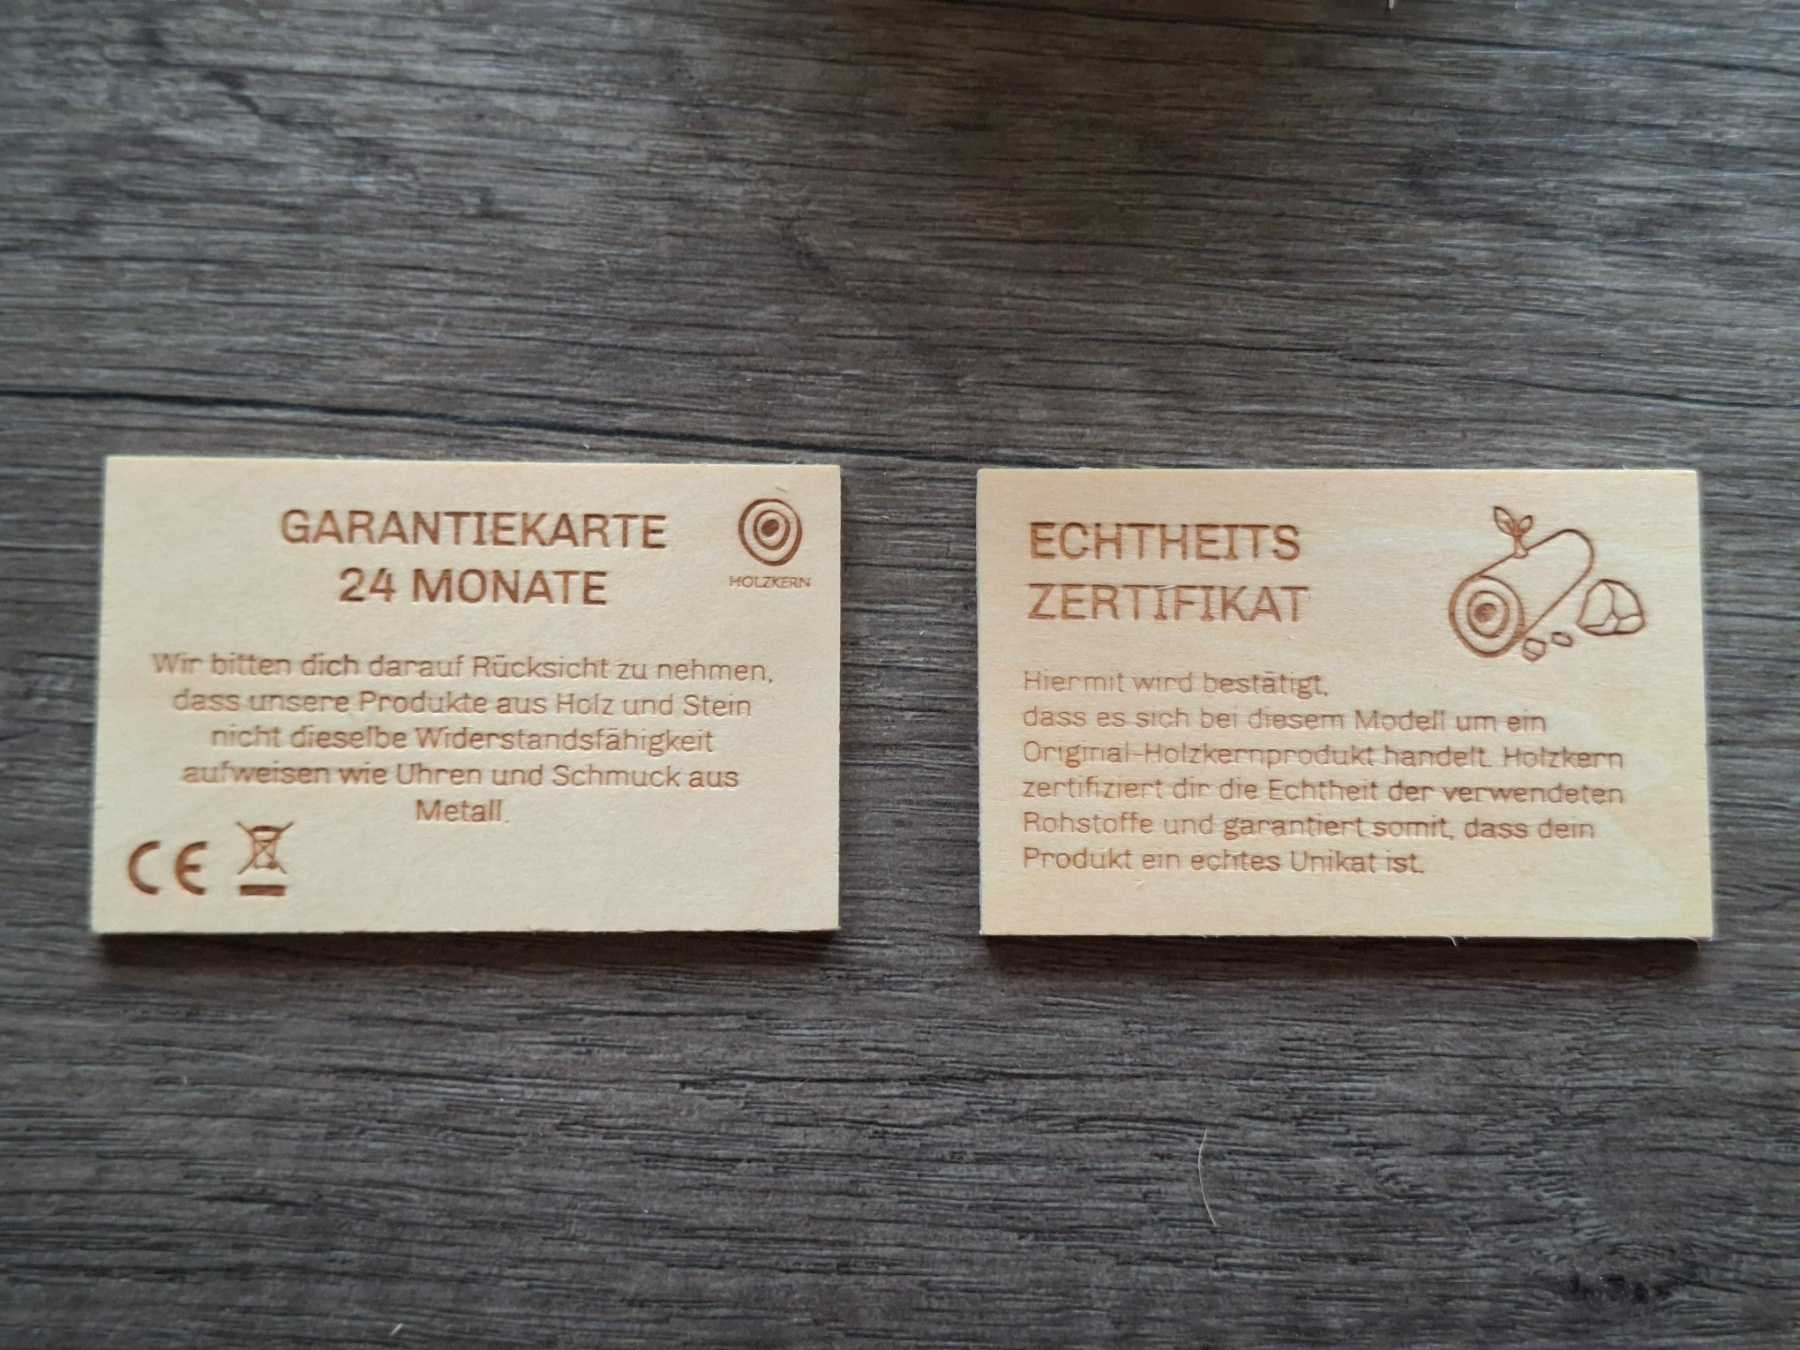 GARANTIEKARTE
24 MONATE
HOLZKERN
Wir bitten dich darauf Rücksicht zu nehmen,
dass unsere Produkte aus Holz und Stein
nicht dieselbe Widerstandsfähigkeit
aufweisen wie Uhren und Schmuck aus
Metall.
CE
ECHTHEITS
ZERTIFIKAT
Hiermit wird bestätigt,
dass es sich bei diesem Modell um ein
Original-Holzkernprodukt handelt. Holzkern
zertifiziert dir die Echtheit der verwendeten
Rohstoffe und garantiert somit, dass dein
Produkt ein echtes Unikat ist.